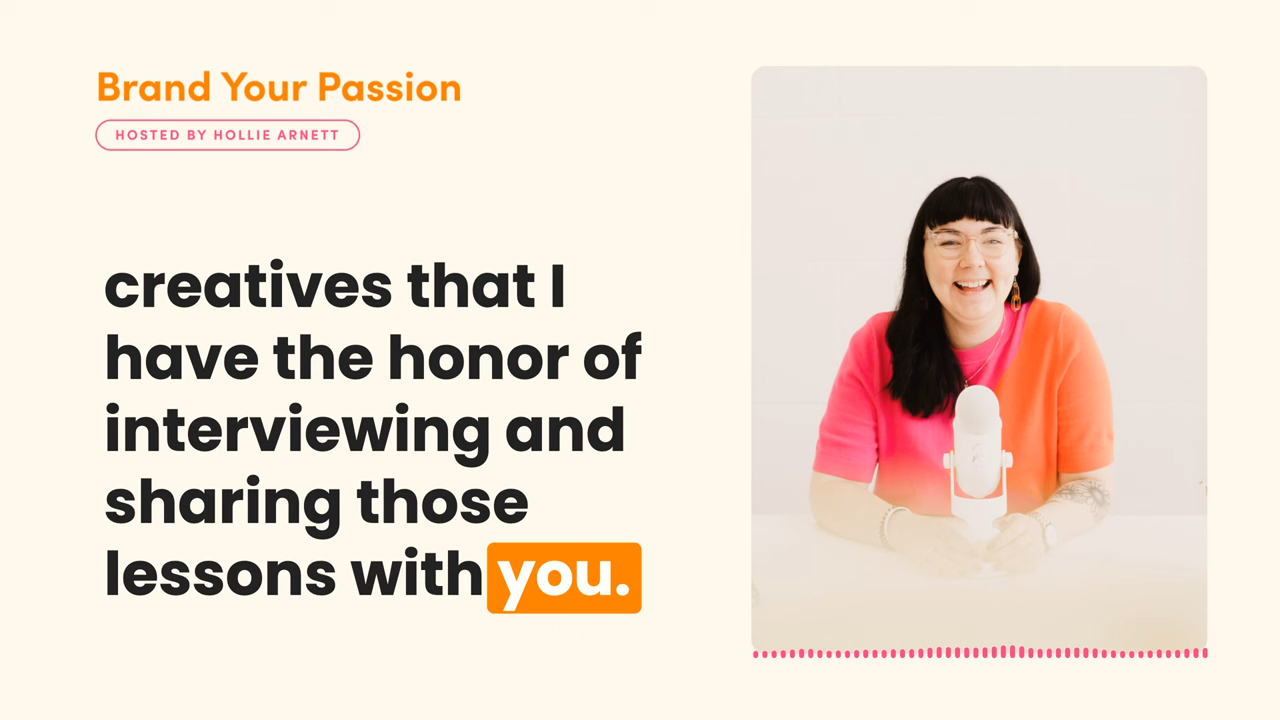 Brand Your Passion
HOSTED BY HOLLIE ARNETT
creatives that I
have the honor of
interviewing and
sharing those
lessons with you.